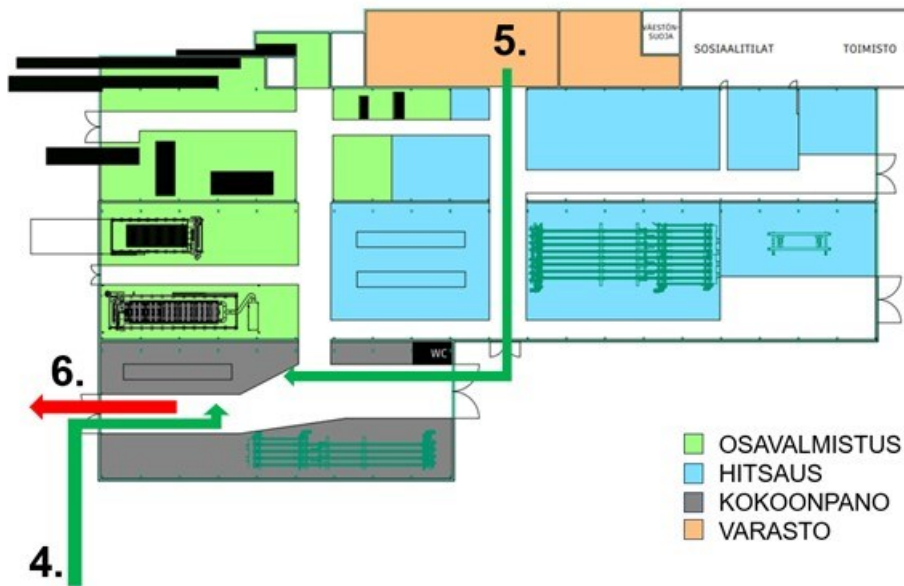 5.
VÄESTÖN-
SUOJA
SOSIAALITILAT
TOIMISTO
WC
6.
4.
OSAVALMISTUS
HITSAUS
KOKOONPANO
VARASTO